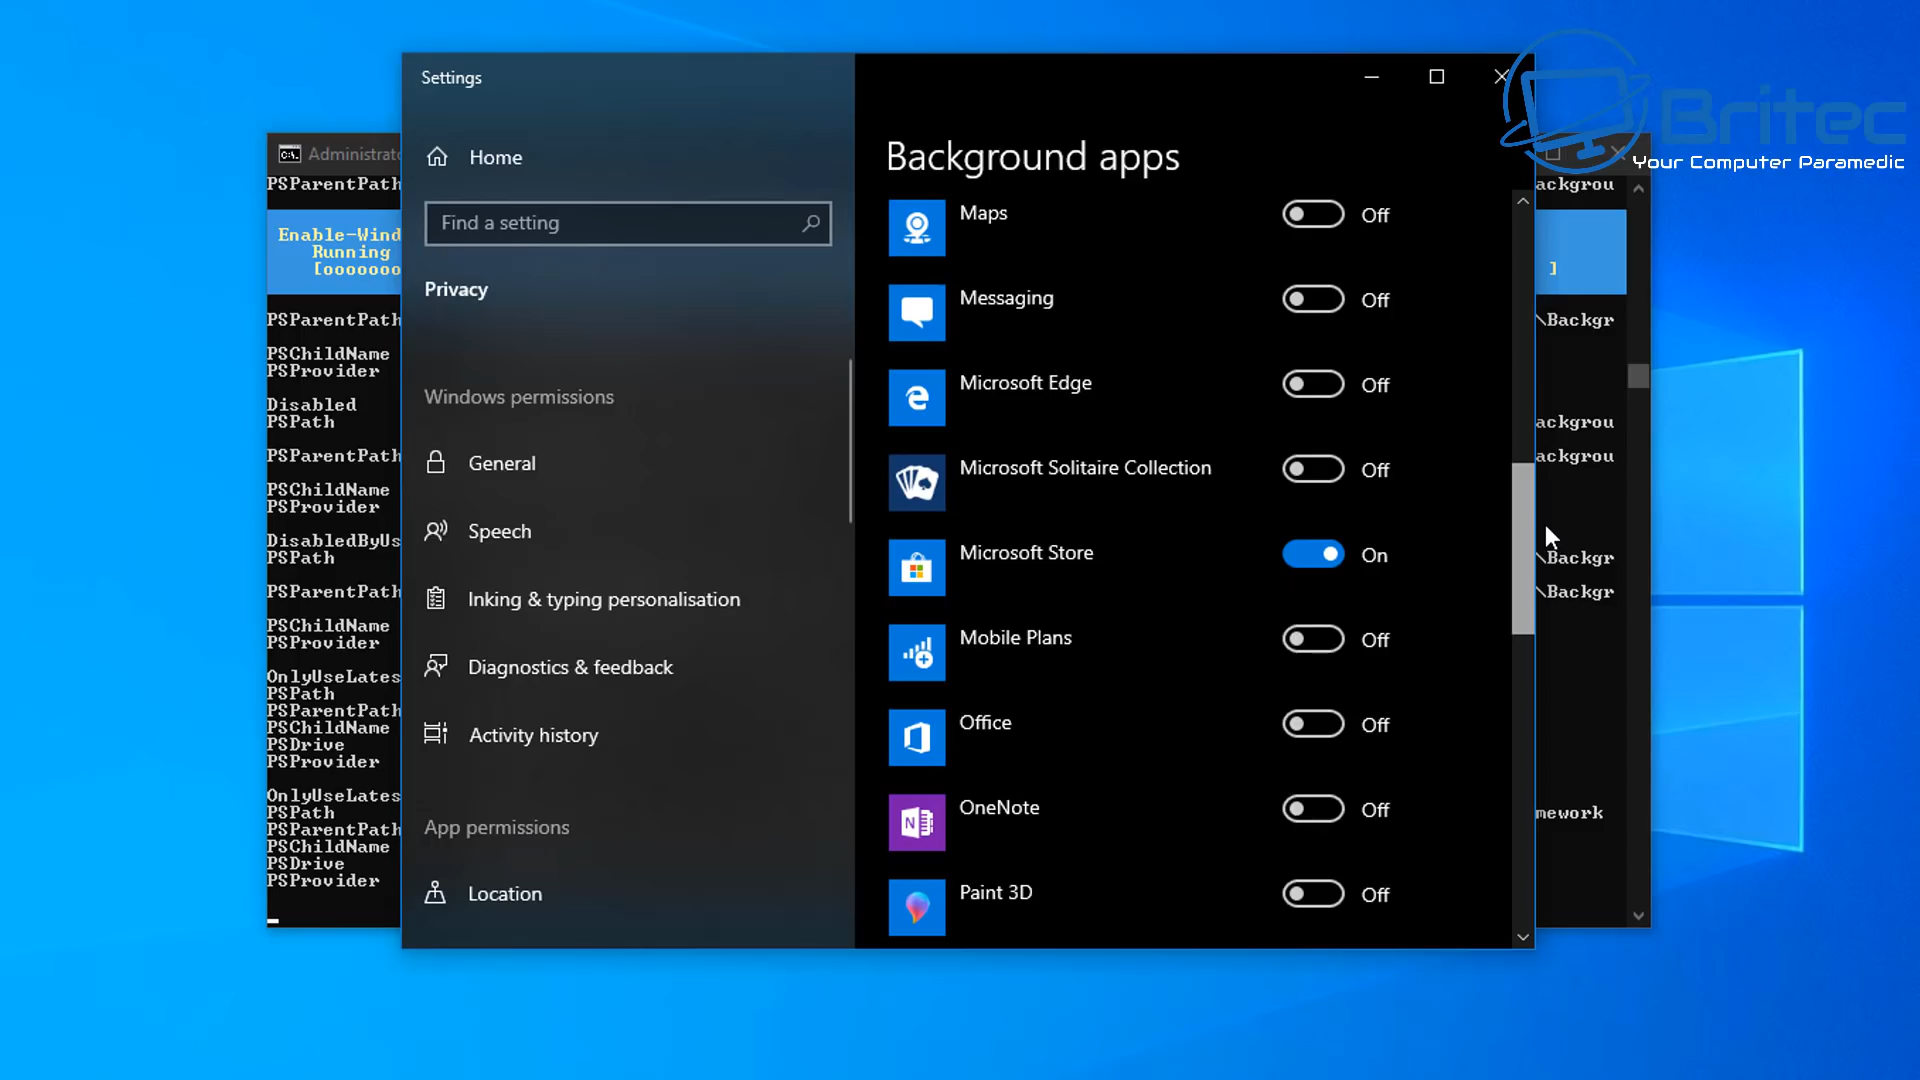 Settings
Home
Find a setting
Privacy
Windows permissions
General
Speech
Inking & typing personalisation
Diagnostics & feedback
Activity history
App permissions
Location
Background apps
Maps Off
Messaging Off
Microsoft Edge Off
Microsoft Solitaire Collection Off
Microsoft Store On
Mobile Plans Off
Office Off
OneNote Off
Paint 3D Off
Britec
Your Computer Paramedic
Administrato
PSParentPath
Enable-Wind
Running
[ooooooo
PSParentPath
PSChildName
PSProvider
Disabled
PSPath
PSParentPath
PSChildName
PSProvider
DisabledByUs
PSPath
PSParentPath
PSChildName
PSProvider
OnlyUseLates
PSPath
PSParentPath
PSChildName
PSDrive
PSProvider
OnlyUseLates
PSPath
PSParentPath
PSChildName
PSDrive
PSProvider
ackgrou
]
\Backgr
ackgrou
ackgrou
\Backgr
\Backgr
mework